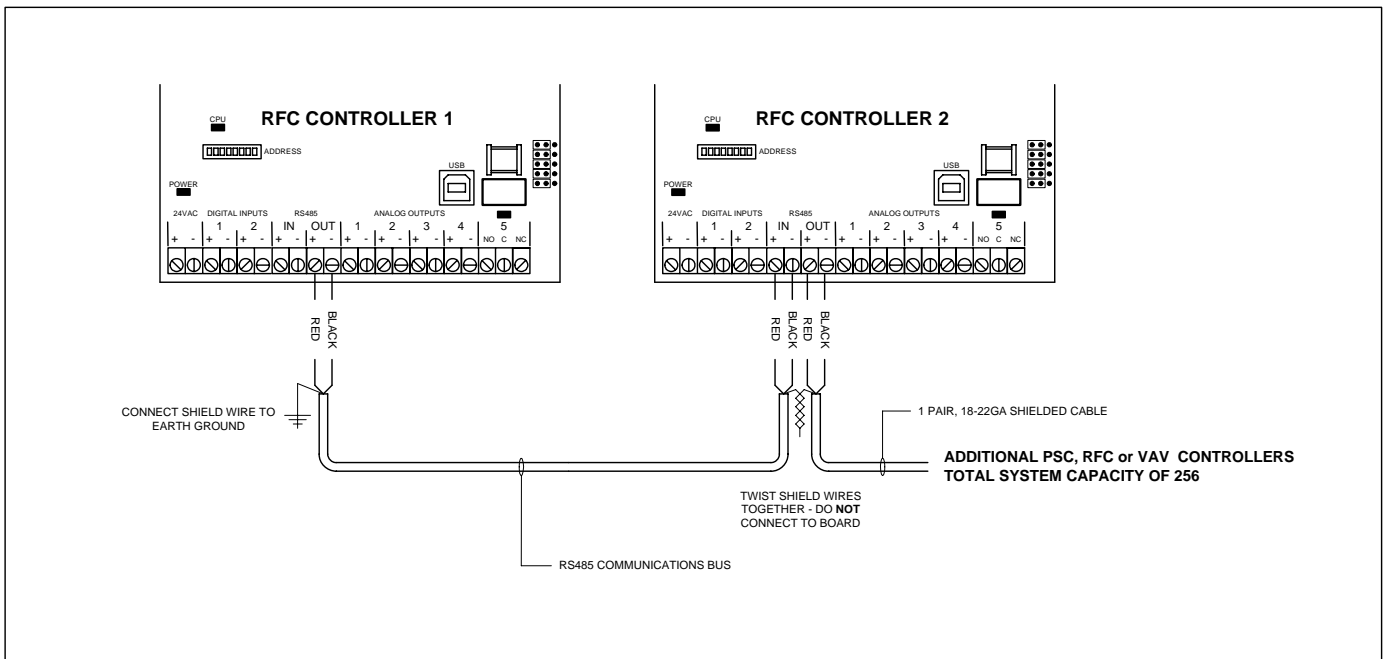 RFC CONTROLLER 1
CPU
ADDRESS
USB
POWER
24VAC DIGITAL INPUTS RS485 ANALOG OUTPUTS
1 2 IN OUT 1 2 3 4 5
+ - + - + - + - + - + - + - + - + - NO C NC
RED
BLACK
RFC CONTROLLER 2
CPU
ADDRESS
USB
POWER
24VAC DIGITAL INPUTS RS485 ANALOG OUTPUTS
1 2 IN OUT 1 2 3 4 5
+ - + - + - + - + - + - + - + - + - NO C NC
RED
BLACK
RED
BLACK
CONNECT SHIELD WIRE TO
EARTH GROUND
1 PAIR, 18-22GA SHIELDED CABLE
ADDITIONAL PSC, RFC or VAV CONTROLLERS
TOTAL SYSTEM CAPACITY OF 256
TWIST SHIELD WIRES
TOGETHER - DO NOT
CONNECT TO BOARD
RS485 COMMUNICATIONS BUS